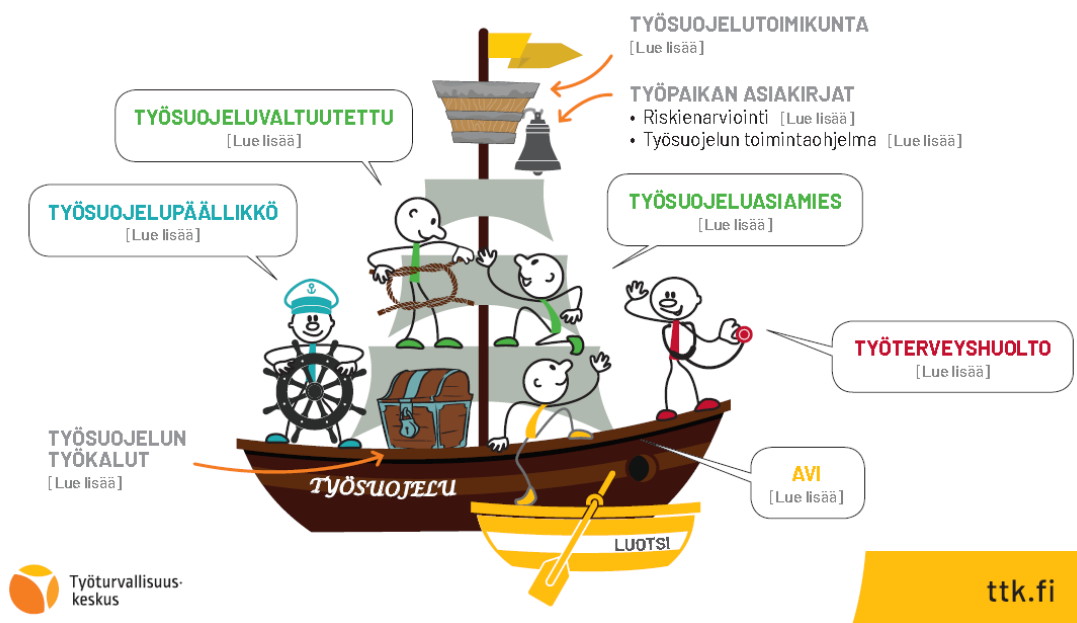 TYÖSUOJELUTOIMIKUNTA
[Lue lisää]
TYÖPAIKAN ASIAKIRJAT
• Riskienarviointi [Lue lisää]
• Työsuojelun toimintaohjelma [Lue lisää]
TYÖSUOJELUVALTUUTETTU
[Lue lisää]
TYÖSUOJELUPÄÄLLIKKÖ
[Lue lisää]
TYÖSUOJELUASIAMIES
[Lue lisää]
TYÖTERVEYSHUOLTO
[Lue lisää]
TYÖSUOJELUN
TYÖKALUT
[Lue lisää]
AVI
[Lue lisää]
TYÖSUOJELU
LUOTSI
Työturvallisuus-
keskus
ttk.fi